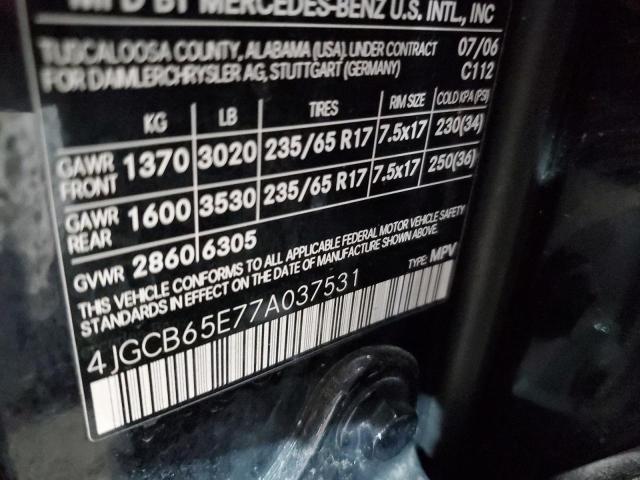 MFD BY MERCEDES-BENZ U.S. INTL., INC
TUSCALOOSA COUNTY, ALABAMA (USA). UNDER CONTRACT 07/06
FOR DAIMLERCHRYSLER AG, STUTTGART (GERMANY) C112
KG LB TIRES RIM SIZE COLD KPA (PSI)
GAWR FRONT 1370 3020 235/65 R17 7.5x17 230(34)
GAWR REAR 1600 3530 235/65 R17 7.5x17 250(36)
GVWR 2860 6305
THIS VEHICLE CONFORMS TO ALL APPLICABLE FEDERAL MOTOR VEHICLE SAFETY
STANDARDS IN EFFECT ON THE DATE OF MANUFACTURE SHOWN ABOVE.
TYPE: MPV
4JGCB65E77A037531